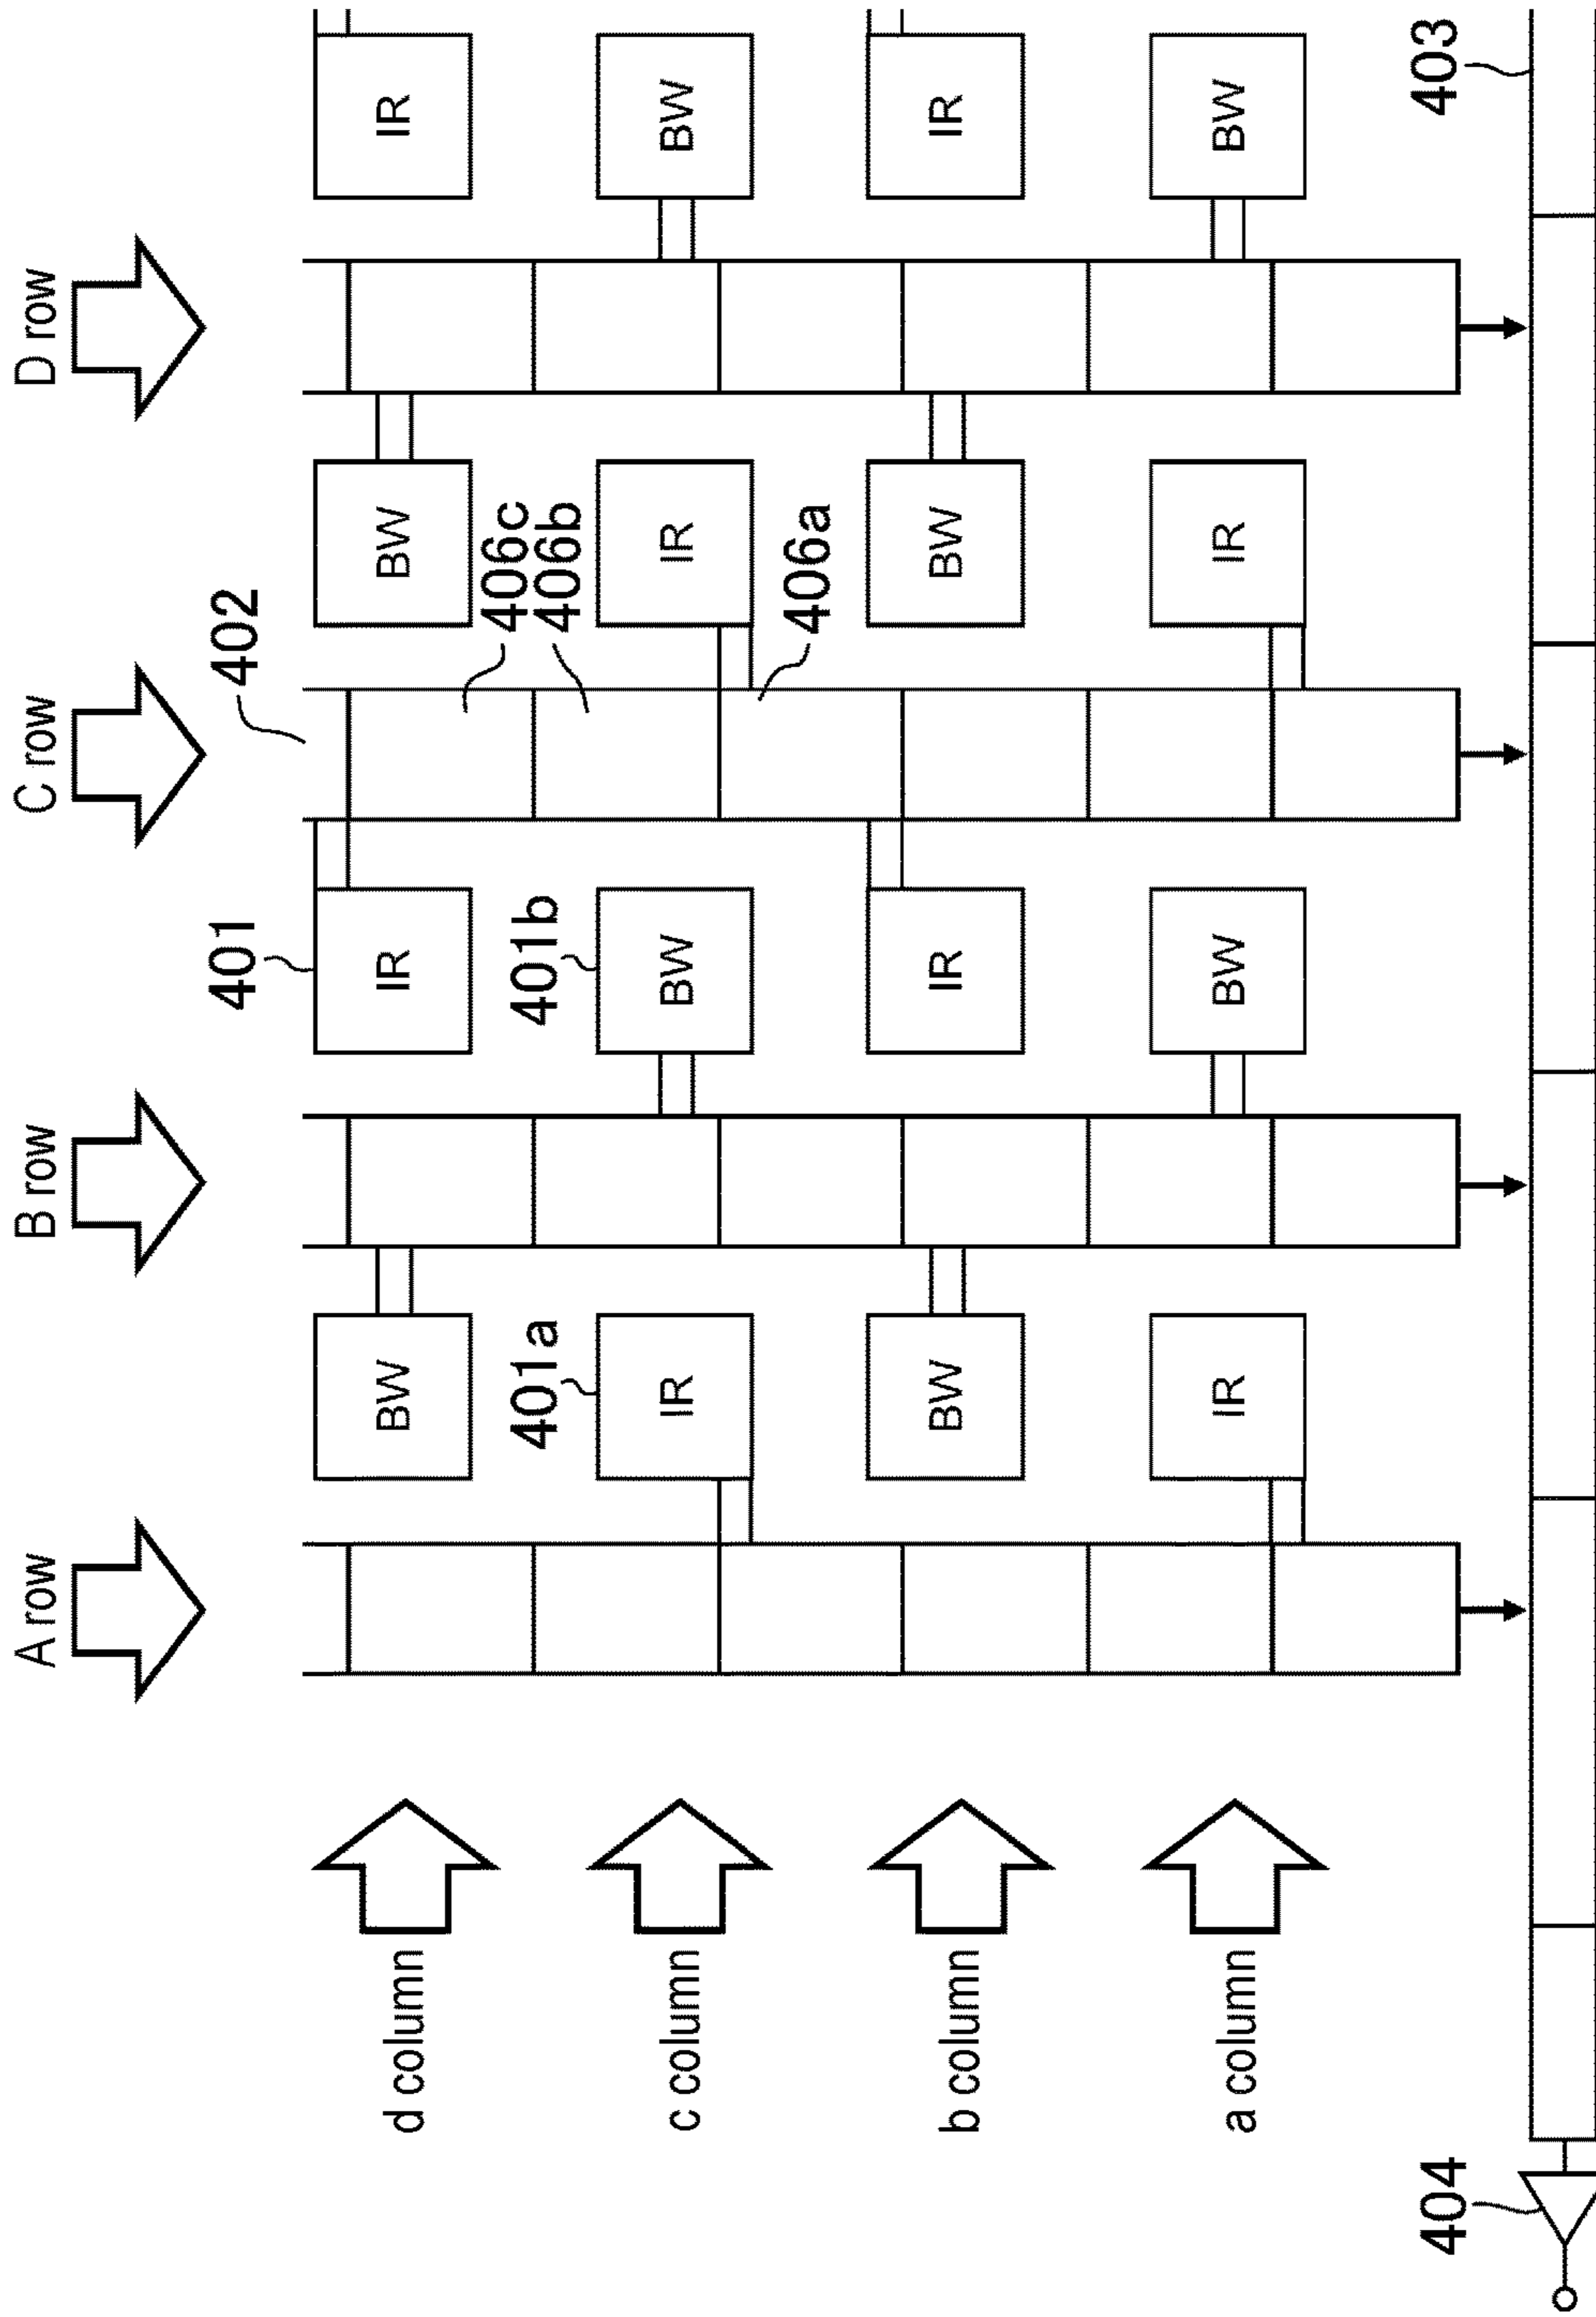 A row
B row
C row
D row
401
402
d column
BW
IR
BW
IR
401a
401b
406c
406b
c column
IR
BW
IR
BW
406a
b column
BW
IR
BW
IR
a column
IR
BW
IR
BW
404
403